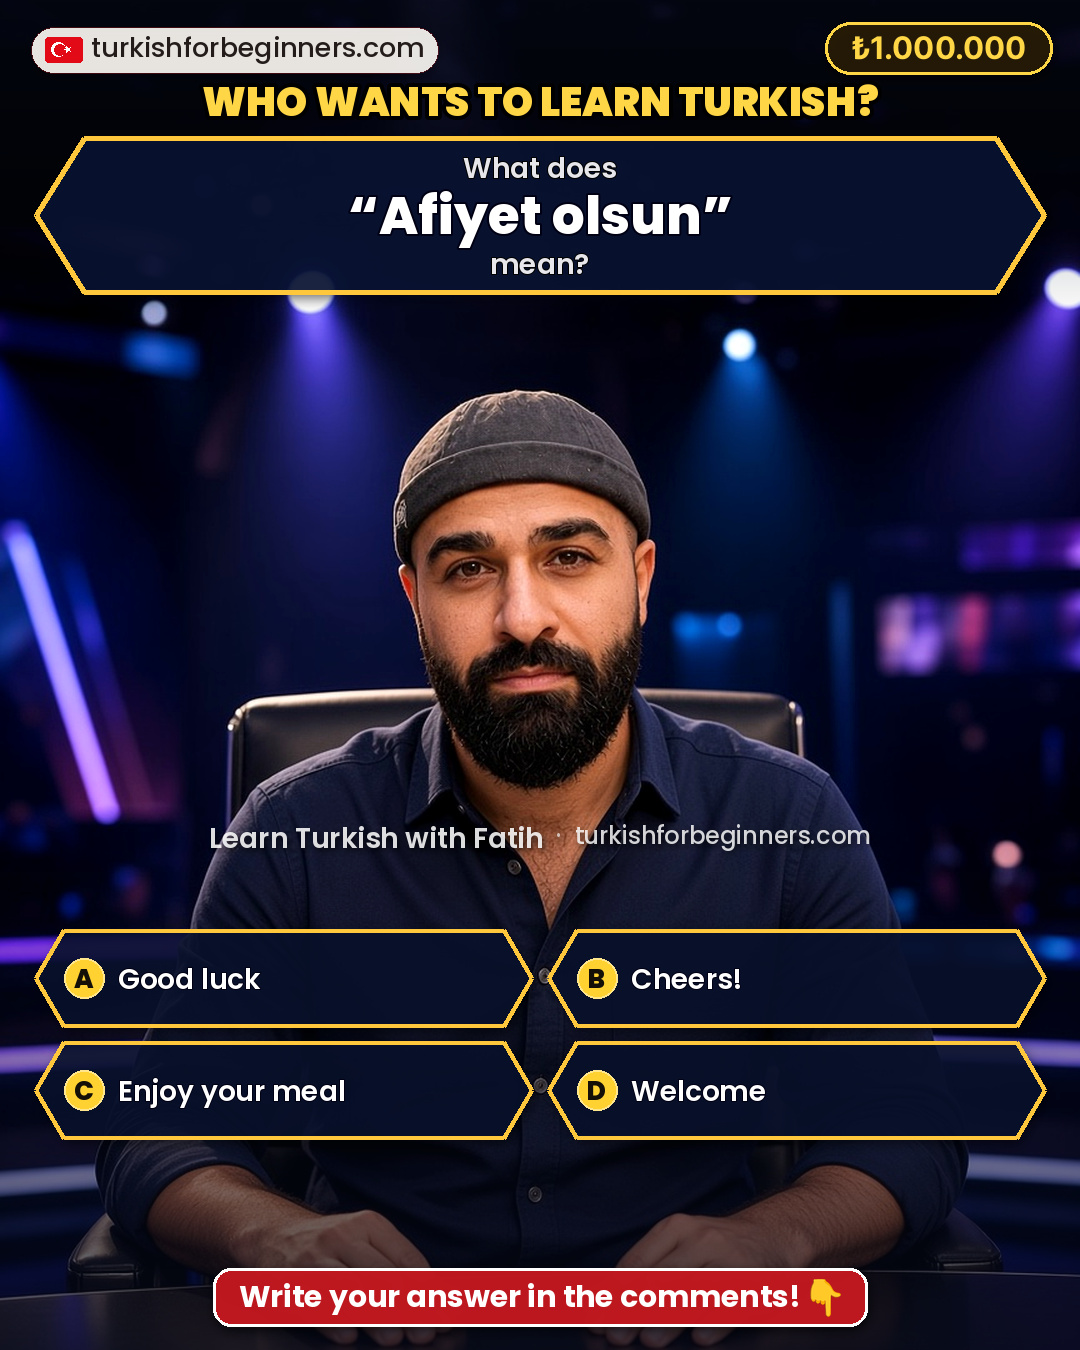 turkishforbeginners.com
₺1.000.000
WHO WANTS TO LEARN TURKISH?
What does
“Afiyet olsun”
mean?
Learn Turkish with Fatih · turkishforbeginners.com
A Good luck
B Cheers!
C Enjoy your meal
D Welcome
Write your answer in the comments! 👇